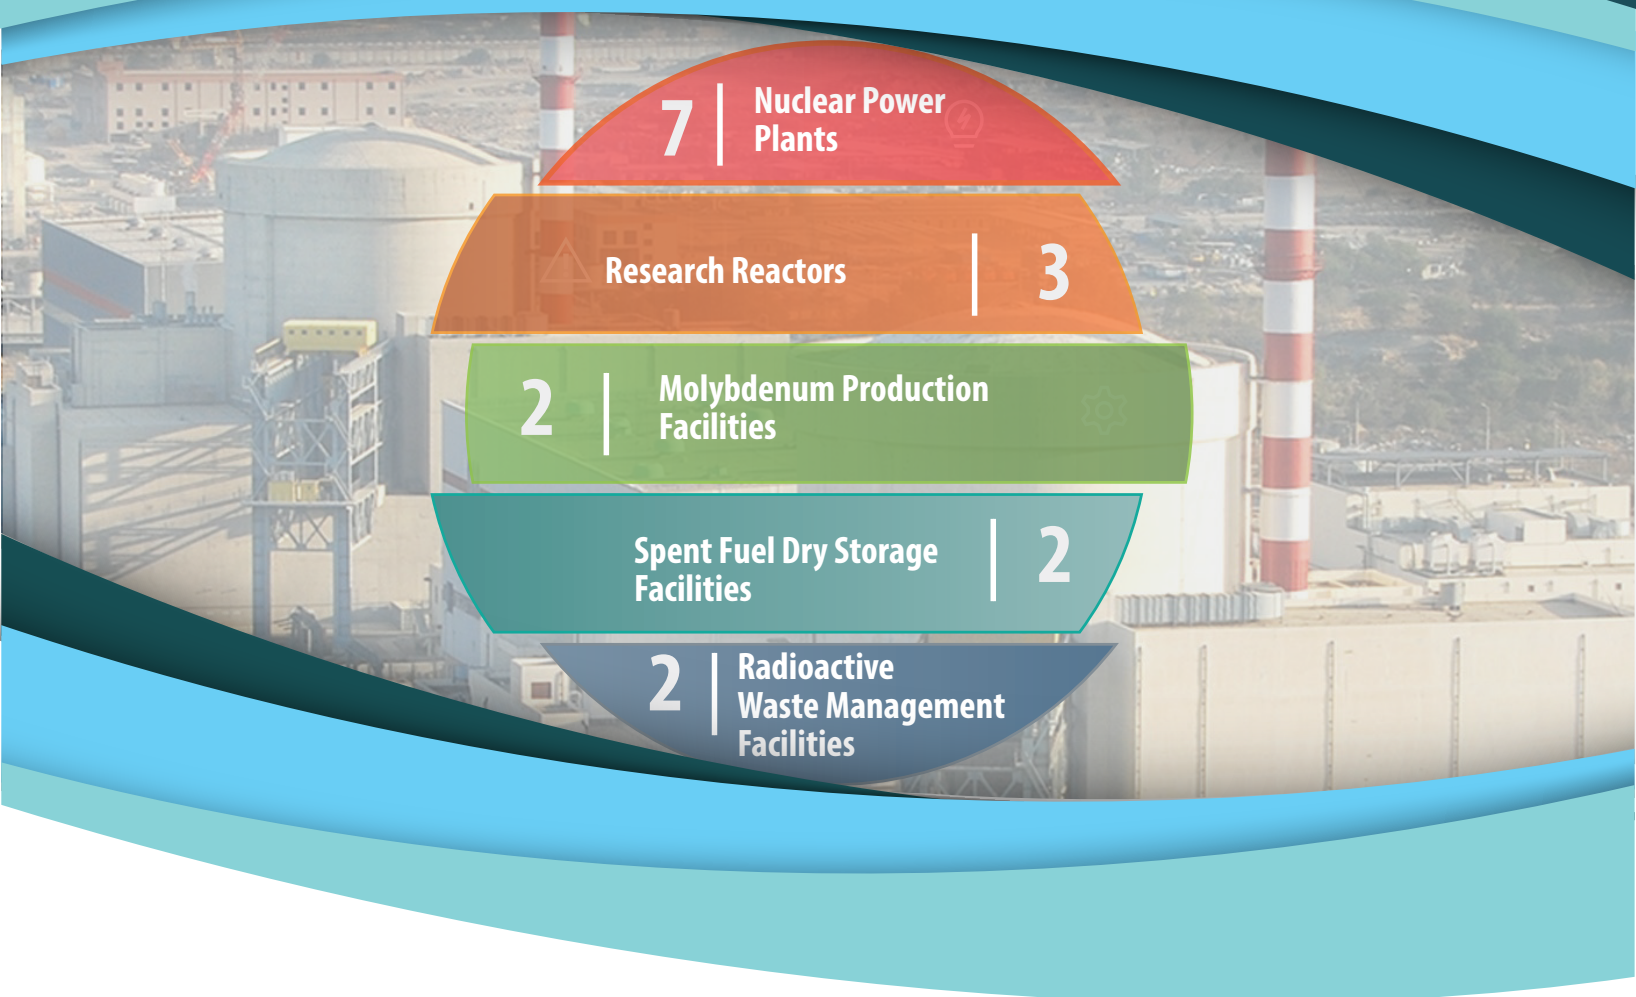 7
Nuclear Power
Plants
Research Reactors
3
2
Molybdenum Production
Facilities
Spent Fuel Dry Storage
Facilities
2
2
Radioactive
Waste Management
Facilities